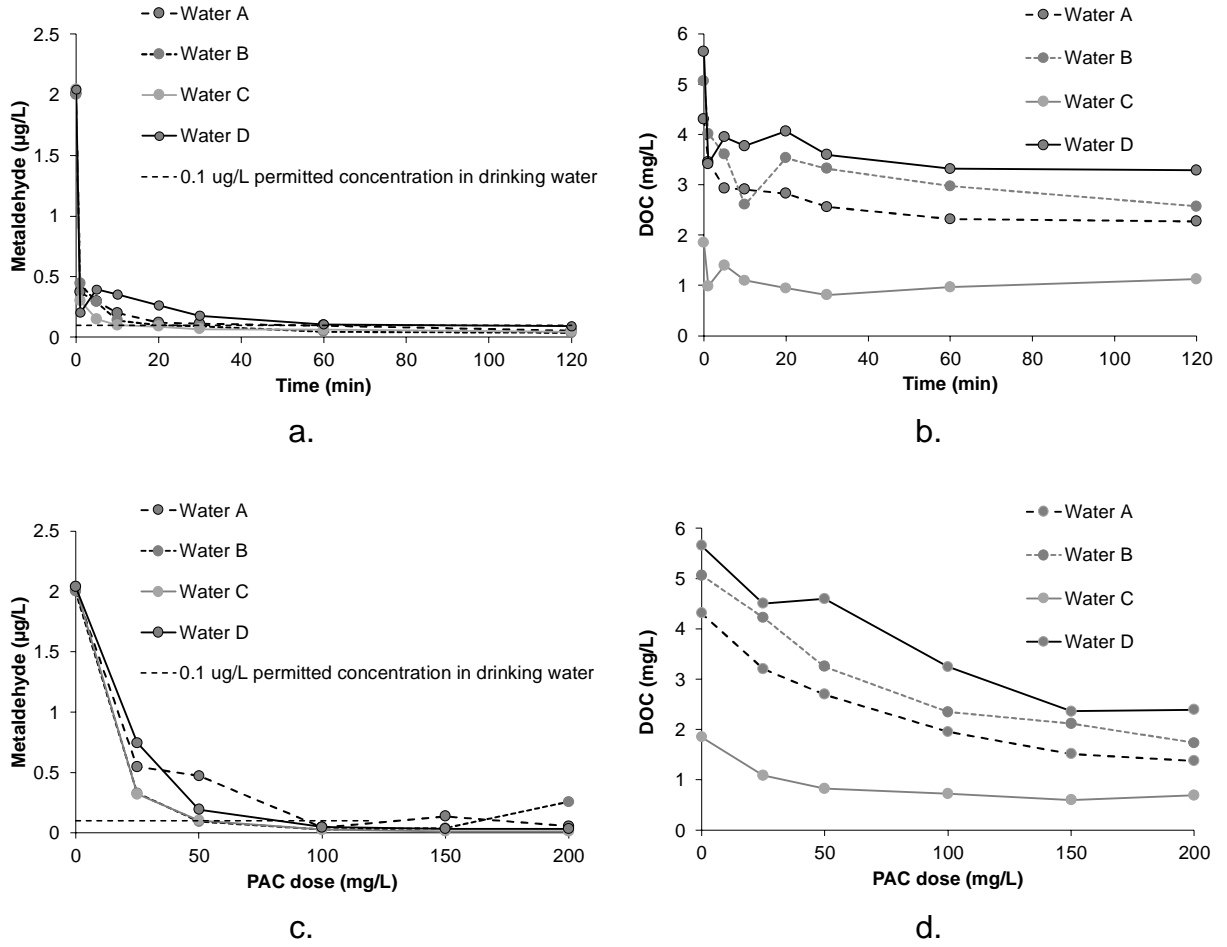 Water A
Water B
Water C
Water D
0.1 ug/L permitted concentration in drinking water
2.5
2
1.5
1
0.5
0
Metaldehyde (µg/L)
0 20 40 60 80 100 120
Time (min)
a.
Water A
Water B
Water C
Water D
6
5
4
3
2
1
0
DOC (mg/L)
0 20 40 60 80 100 120
Time (min)
b.
Water A
Water B
Water C
Water D
0.1 ug/L permitted concentration in drinking water
2.5
2
1.5
1
0.5
0
Metaldehyde (µg/L)
0 50 100 150 200
PAC dose (mg/L)
c.
Water A
Water B
Water C
Water D
6
5
4
3
2
1
0
DOC (mg/L)
0 50 100 150 200
PAC dose (mg/L)
d.